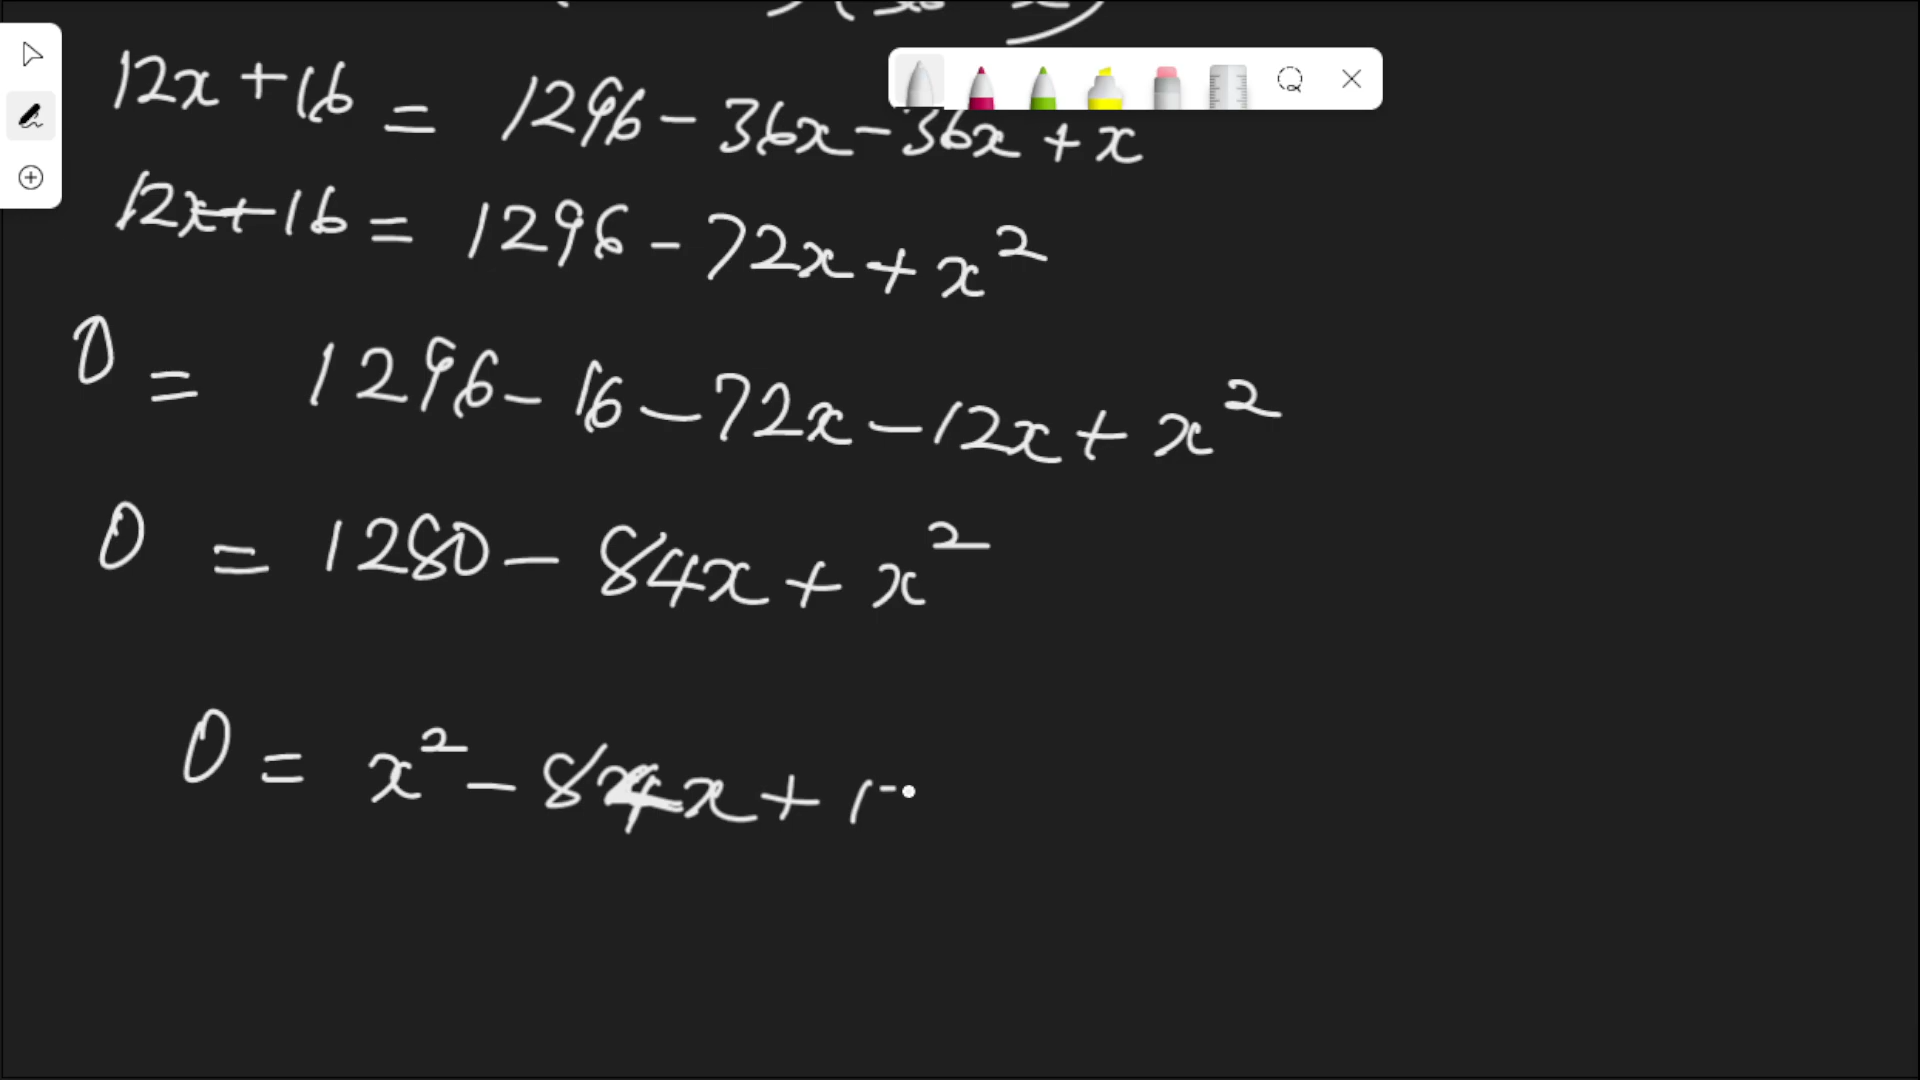 12x + 16 = 1296 - 36x - 36x + x
12x + 16 = 1296 - 72x + x²
0 = 1296 - 16 - 72x - 12x + x²
0 = 1280 - 84x + x²
0 = x² - 84x + 1